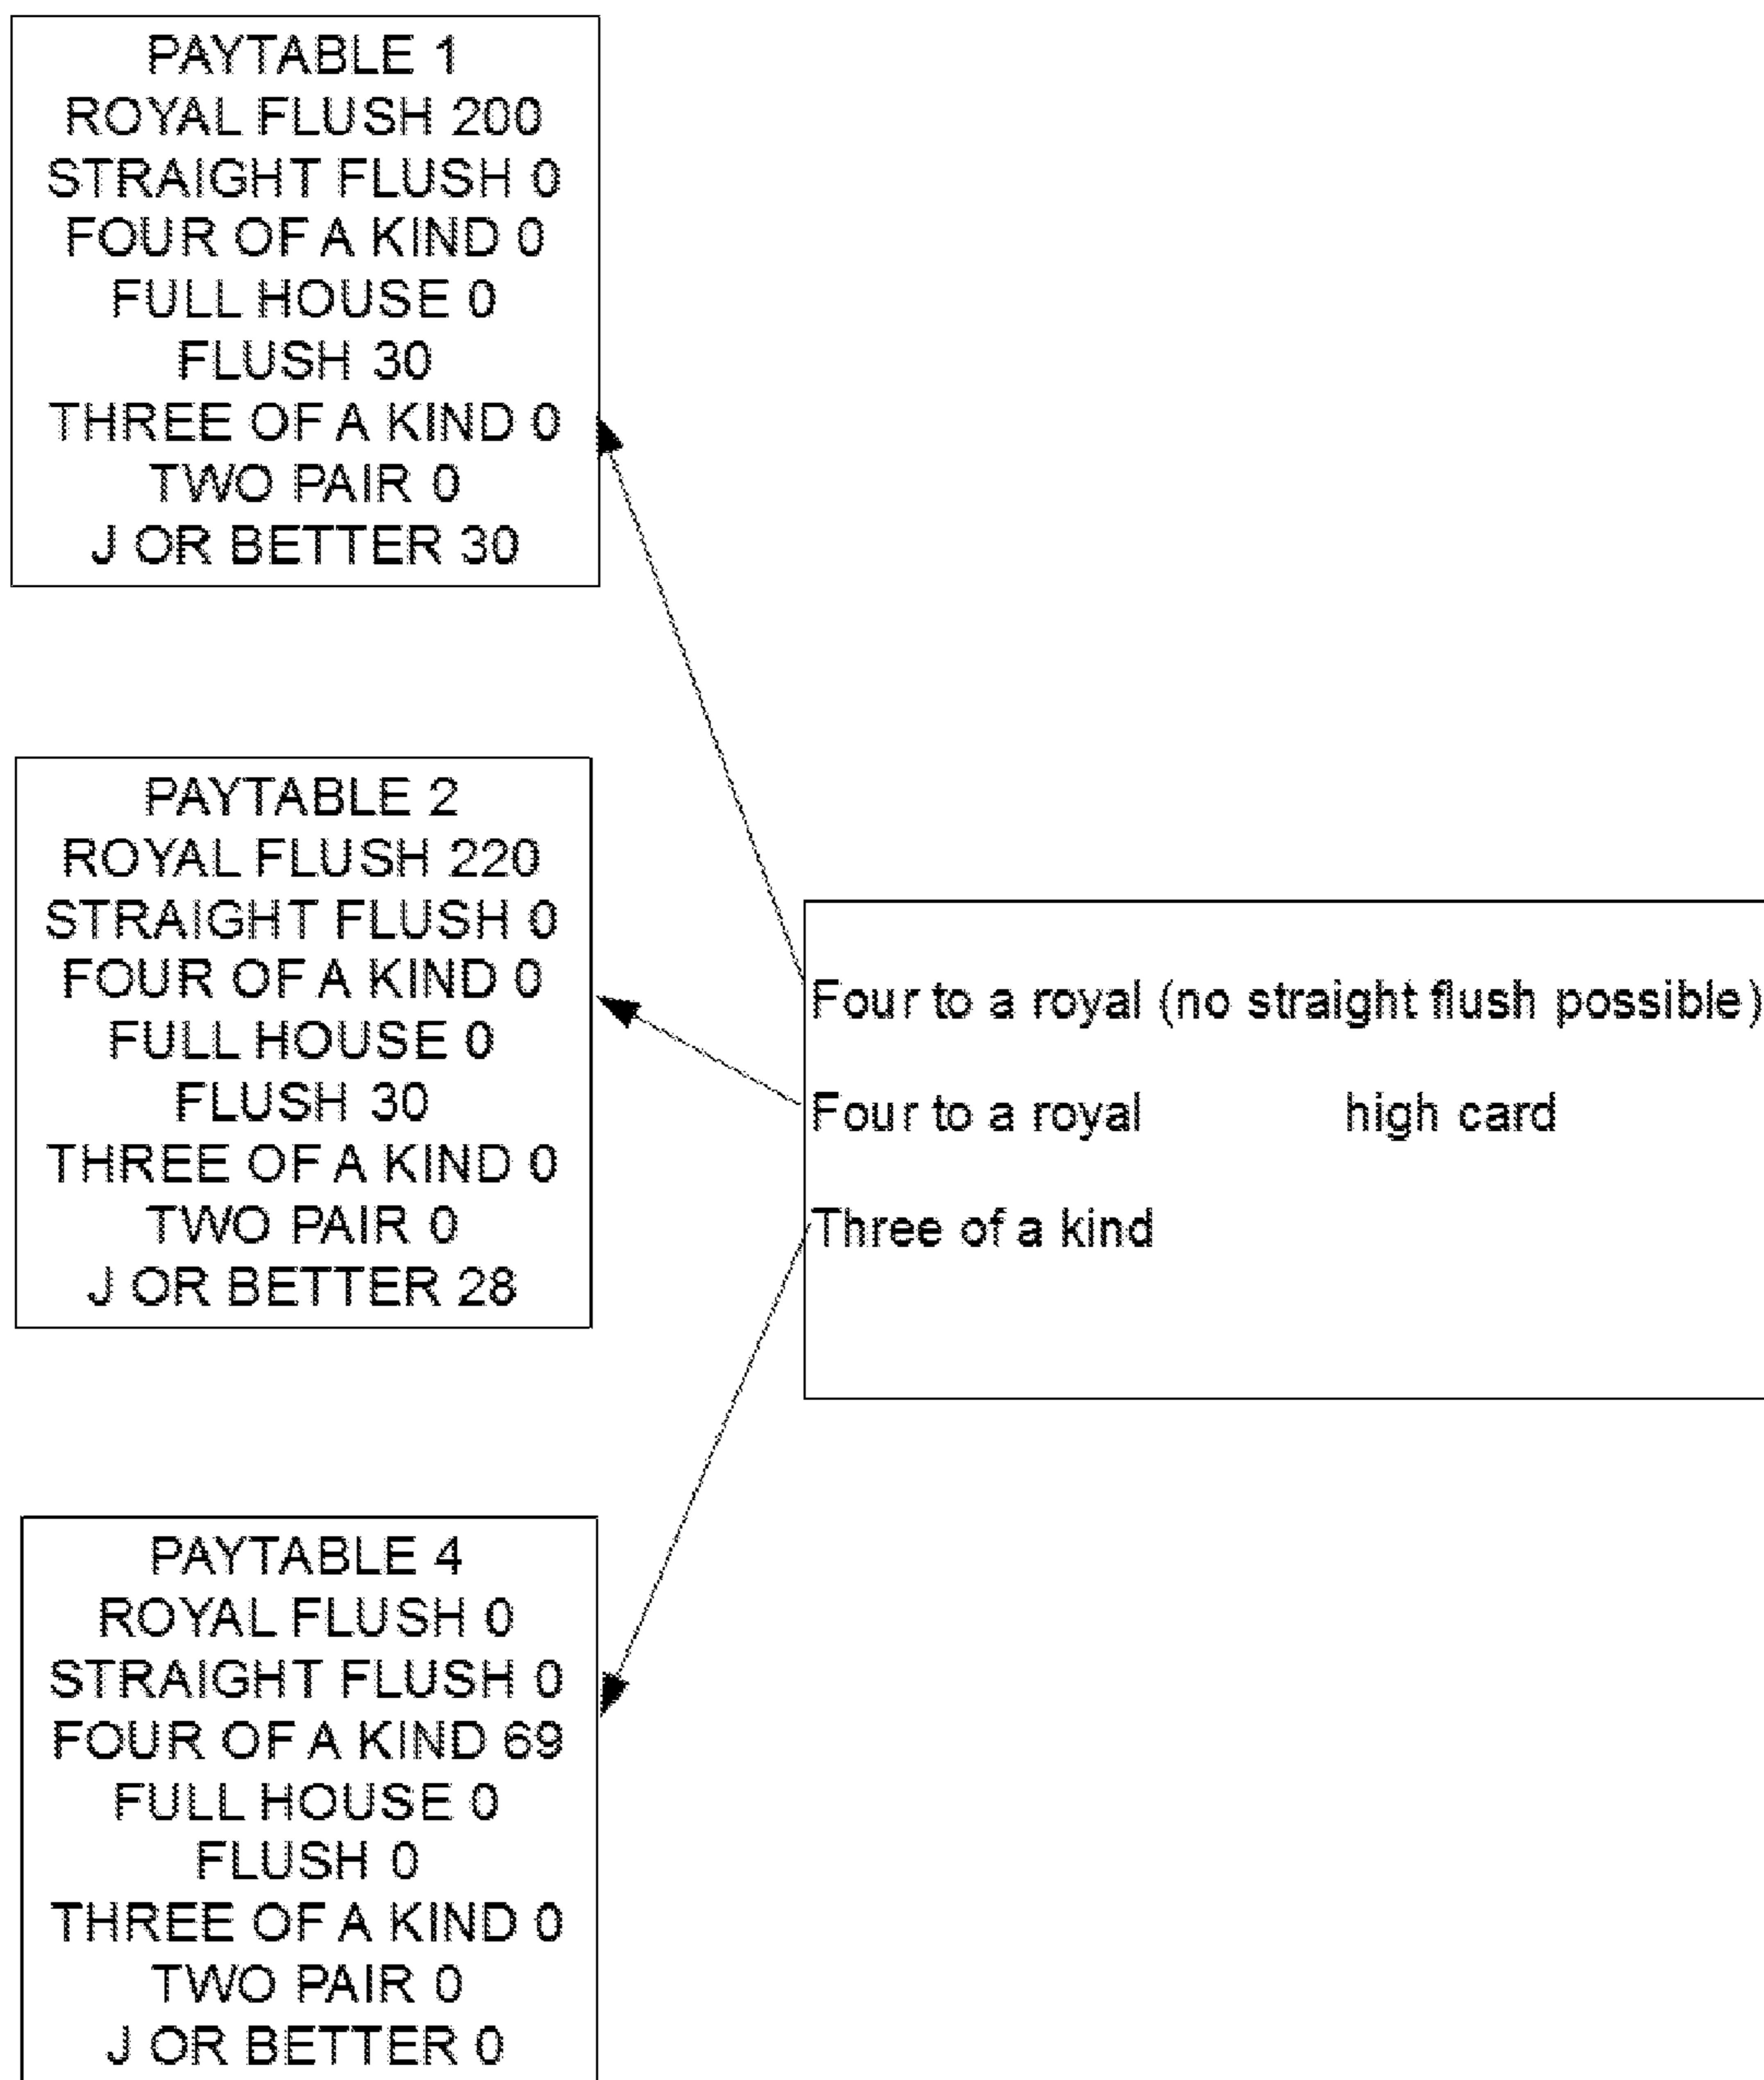 PAYTABLE 1
ROYAL FLUSH 200
STRAIGHT FLUSH 0
FOUR OF A KIND 0
FULL HOUSE 0
FLUSH 30
THREE OF A KIND 0
TWO PAIR 0
J OR BETTER 30
PAYTABLE 2
ROYAL FLUSH 220
STRAIGHT FLUSH 0
FOUR OF A KIND 0
FULL HOUSE 0
FLUSH 30
THREE OF A KIND 0
TWO PAIR 0
J OR BETTER 28
Four to a royal (no straight flush possible)
Four to a royal high card
Three of a kind
PAYTABLE 4
ROYAL FLUSH 0
STRAIGHT FLUSH 0
FOUR OF A KIND 69
FULL HOUSE 0
FLUSH 0
THREE OF A KIND 0
TWO PAIR 0
J OR BETTER 0